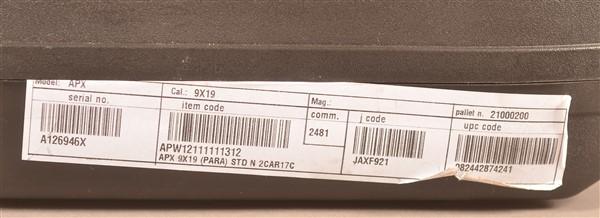 Model: APX
Cal.: 9X19
Mag.:
pallet n. 21000200
serial no.
item code
comm.
j code
upc code
2481
A126946X
APW12111111312
JAXF921
082442874241
APX 9X19 (PARA) STD N 2CAR17C